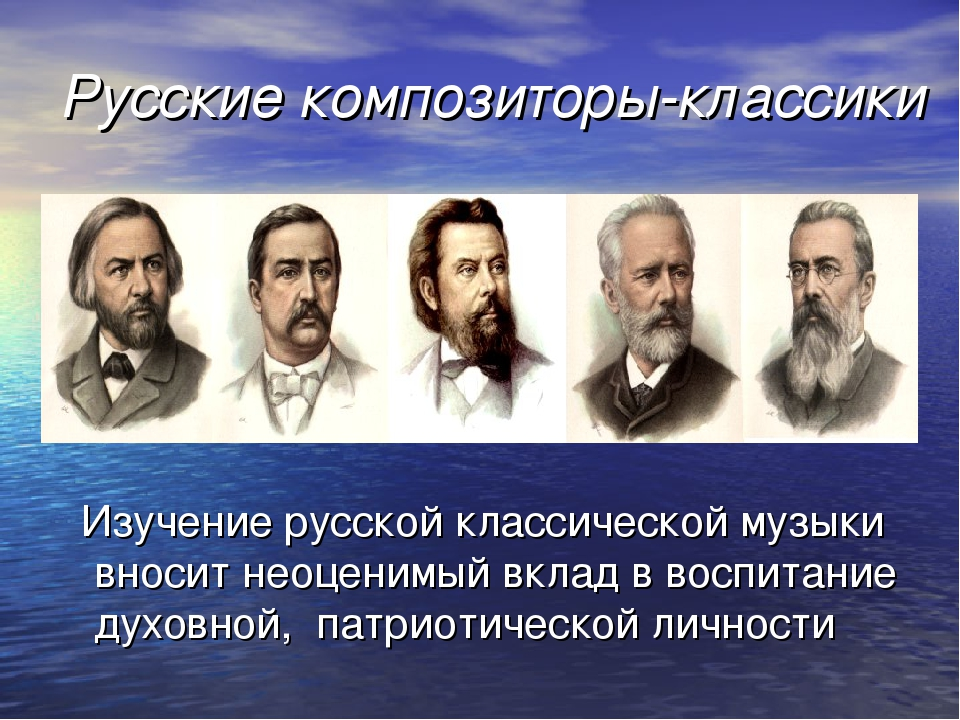 Русские композиторы-классики
Изучение русской классической музыки
вносит неоценимый вклад в воспитание
духовной, патриотической личности